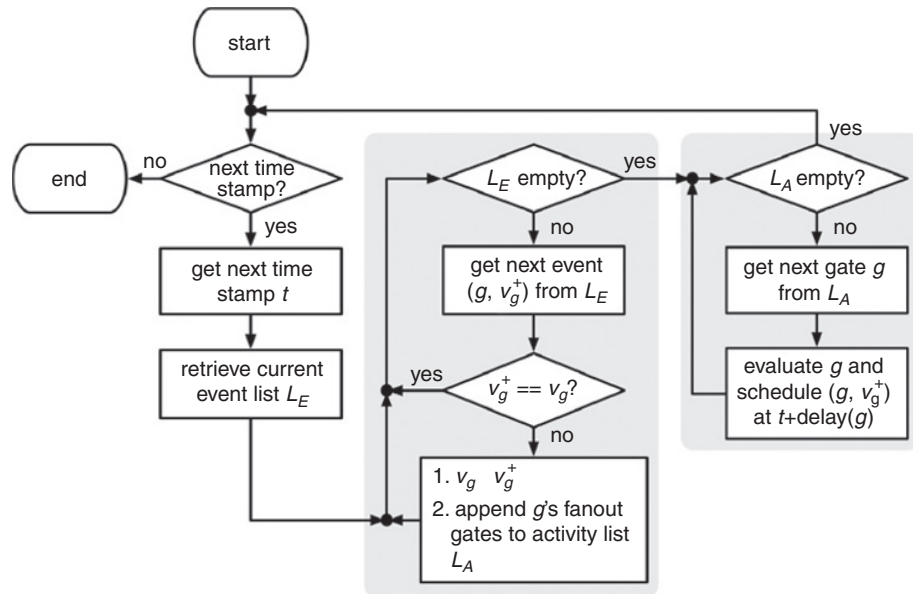 start
yes
next time
stamp?
no
end
yes
get next time
stamp t
retrieve current
event list L_E
L_E empty?
yes
no
get next event
(g, v_g^+) from L_E
v_g^+ == v_g?
yes
no
1. v_g v_g^+
2. append g's fanout
gates to activity list
L_A
L_A empty?
no
get next gate g
from L_A
evaluate g and
schedule (g, v_g^+)
at t+delay(g)